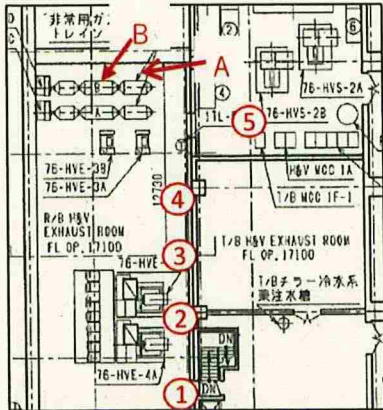 非常用ガス
トレイン
B
A
②
⑥
76-HVS-2A
④
76-HVS-2B
⑤
B
A
76-HVE-3B
76-HVE-3A
H&V MCC 1A
T/B MCC 1F-1
④
12730
R/B H&V
EXHAUST ROOM
FL OP.17100
T/B H&V EXHAUST ROOM
FL OP.17100
③
76-HVE
T/Bチラー冷水系
薬注水槽
②
DN
76-HVE-4A
①
DN